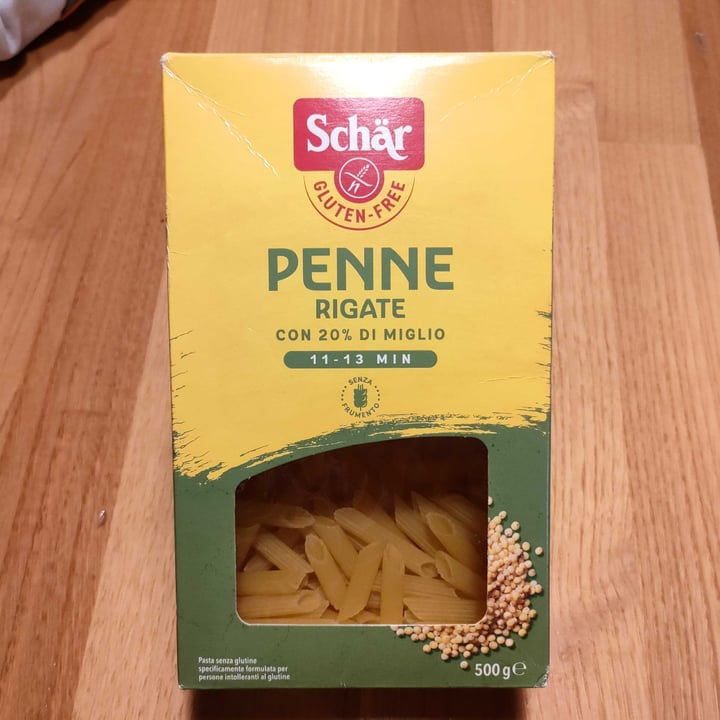 Schär
GLUTEN-FREE
PENNE
RIGATE
CON 20% DI MIGLIO
11-13 MIN
SENZA
FRUMENTO
Pasta senza glutine
specificamente formulata per
persone intolleranti al glutine
500 g℮